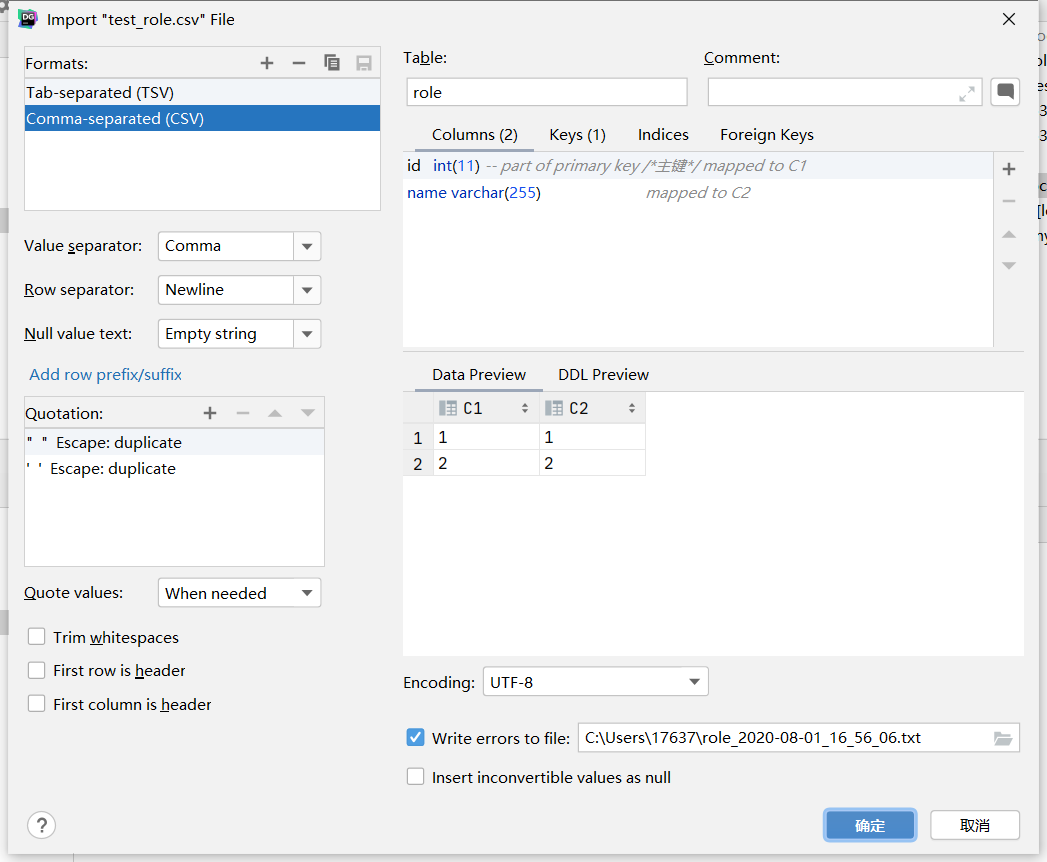 DG
Import "test_role.csv" File
Formats:
Tab-separated (TSV)
Comma-separated (CSV)
Value separator: Comma
Row separator: Newline
Null value text: Empty string
Add row prefix/suffix
Quotation:
" " Escape: duplicate
' ' Escape: duplicate
Quote values: When needed
Trim whitespaces
First row is header
First column is header
Table: Comment:
role
Columns (2) Keys (1) Indices Foreign Keys
id int(11) -- part of primary key /*主键*/ mapped to C1
name varchar(255) mapped to C2
Data Preview DDL Preview
C1 C2
1 1 1
2 2 2
Encoding: UTF-8
Write errors to file: C:\Users\17637\role_2020-08-01_16_56_06.txt
Insert inconvertible values as null
? 确定 取消